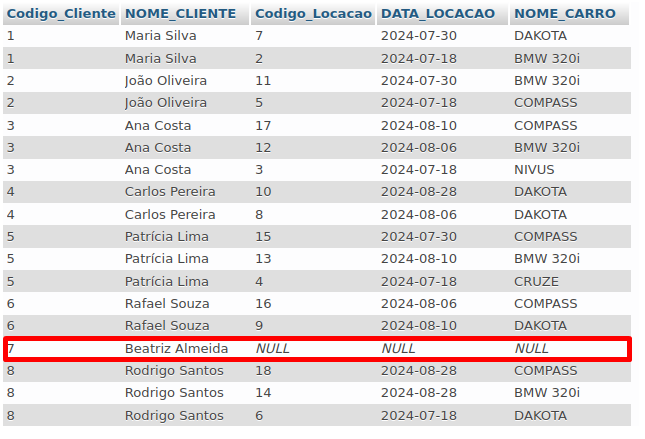 Codigo_Cliente NOME_CLIENTE Codigo_Locacao DATA_LOCACAO NOME_CARRO
1 Maria Silva 7 2024-07-30 DAKOTA
1 Maria Silva 2 2024-07-18 BMW 320i
2 João Oliveira 11 2024-07-30 BMW 320i
2 João Oliveira 5 2024-07-18 COMPASS
3 Ana Costa 17 2024-08-10 COMPASS
3 Ana Costa 12 2024-08-06 BMW 320i
3 Ana Costa 3 2024-07-18 NIVUS
4 Carlos Pereira 10 2024-08-28 DAKOTA
4 Carlos Pereira 8 2024-08-06 DAKOTA
5 Patrícia Lima 15 2024-07-30 COMPASS
5 Patrícia Lima 13 2024-08-10 BMW 320i
5 Patrícia Lima 4 2024-07-18 CRUZE
6 Rafael Souza 16 2024-08-06 COMPASS
6 Rafael Souza 9 2024-08-10 DAKOTA
7 Beatriz Almeida NULL NULL NULL
8 Rodrigo Santos 18 2024-08-28 COMPASS
8 Rodrigo Santos 14 2024-08-28 BMW 320i
8 Rodrigo Santos 6 2024-07-18 DAKOTA